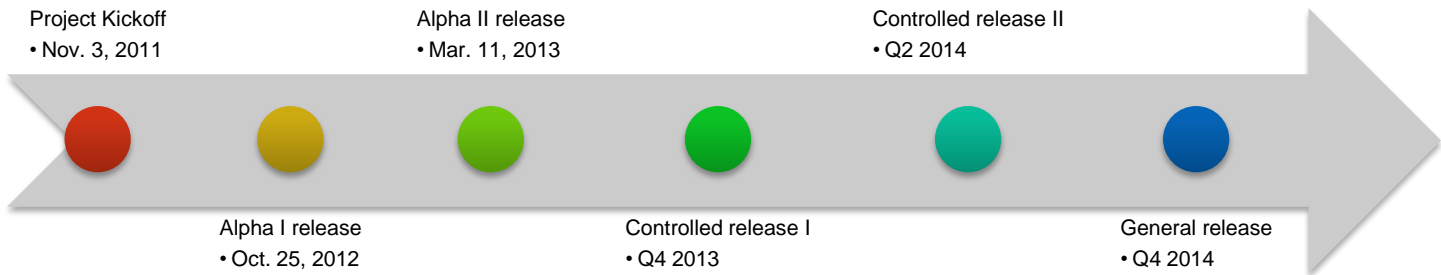 Project Kickoff
• Nov. 3, 2011
Alpha II release
• Mar. 11, 2013
Controlled release II
• Q2 2014
Alpha I release
• Oct. 25, 2012
Controlled release I
• Q4 2013
General release
• Q4 2014